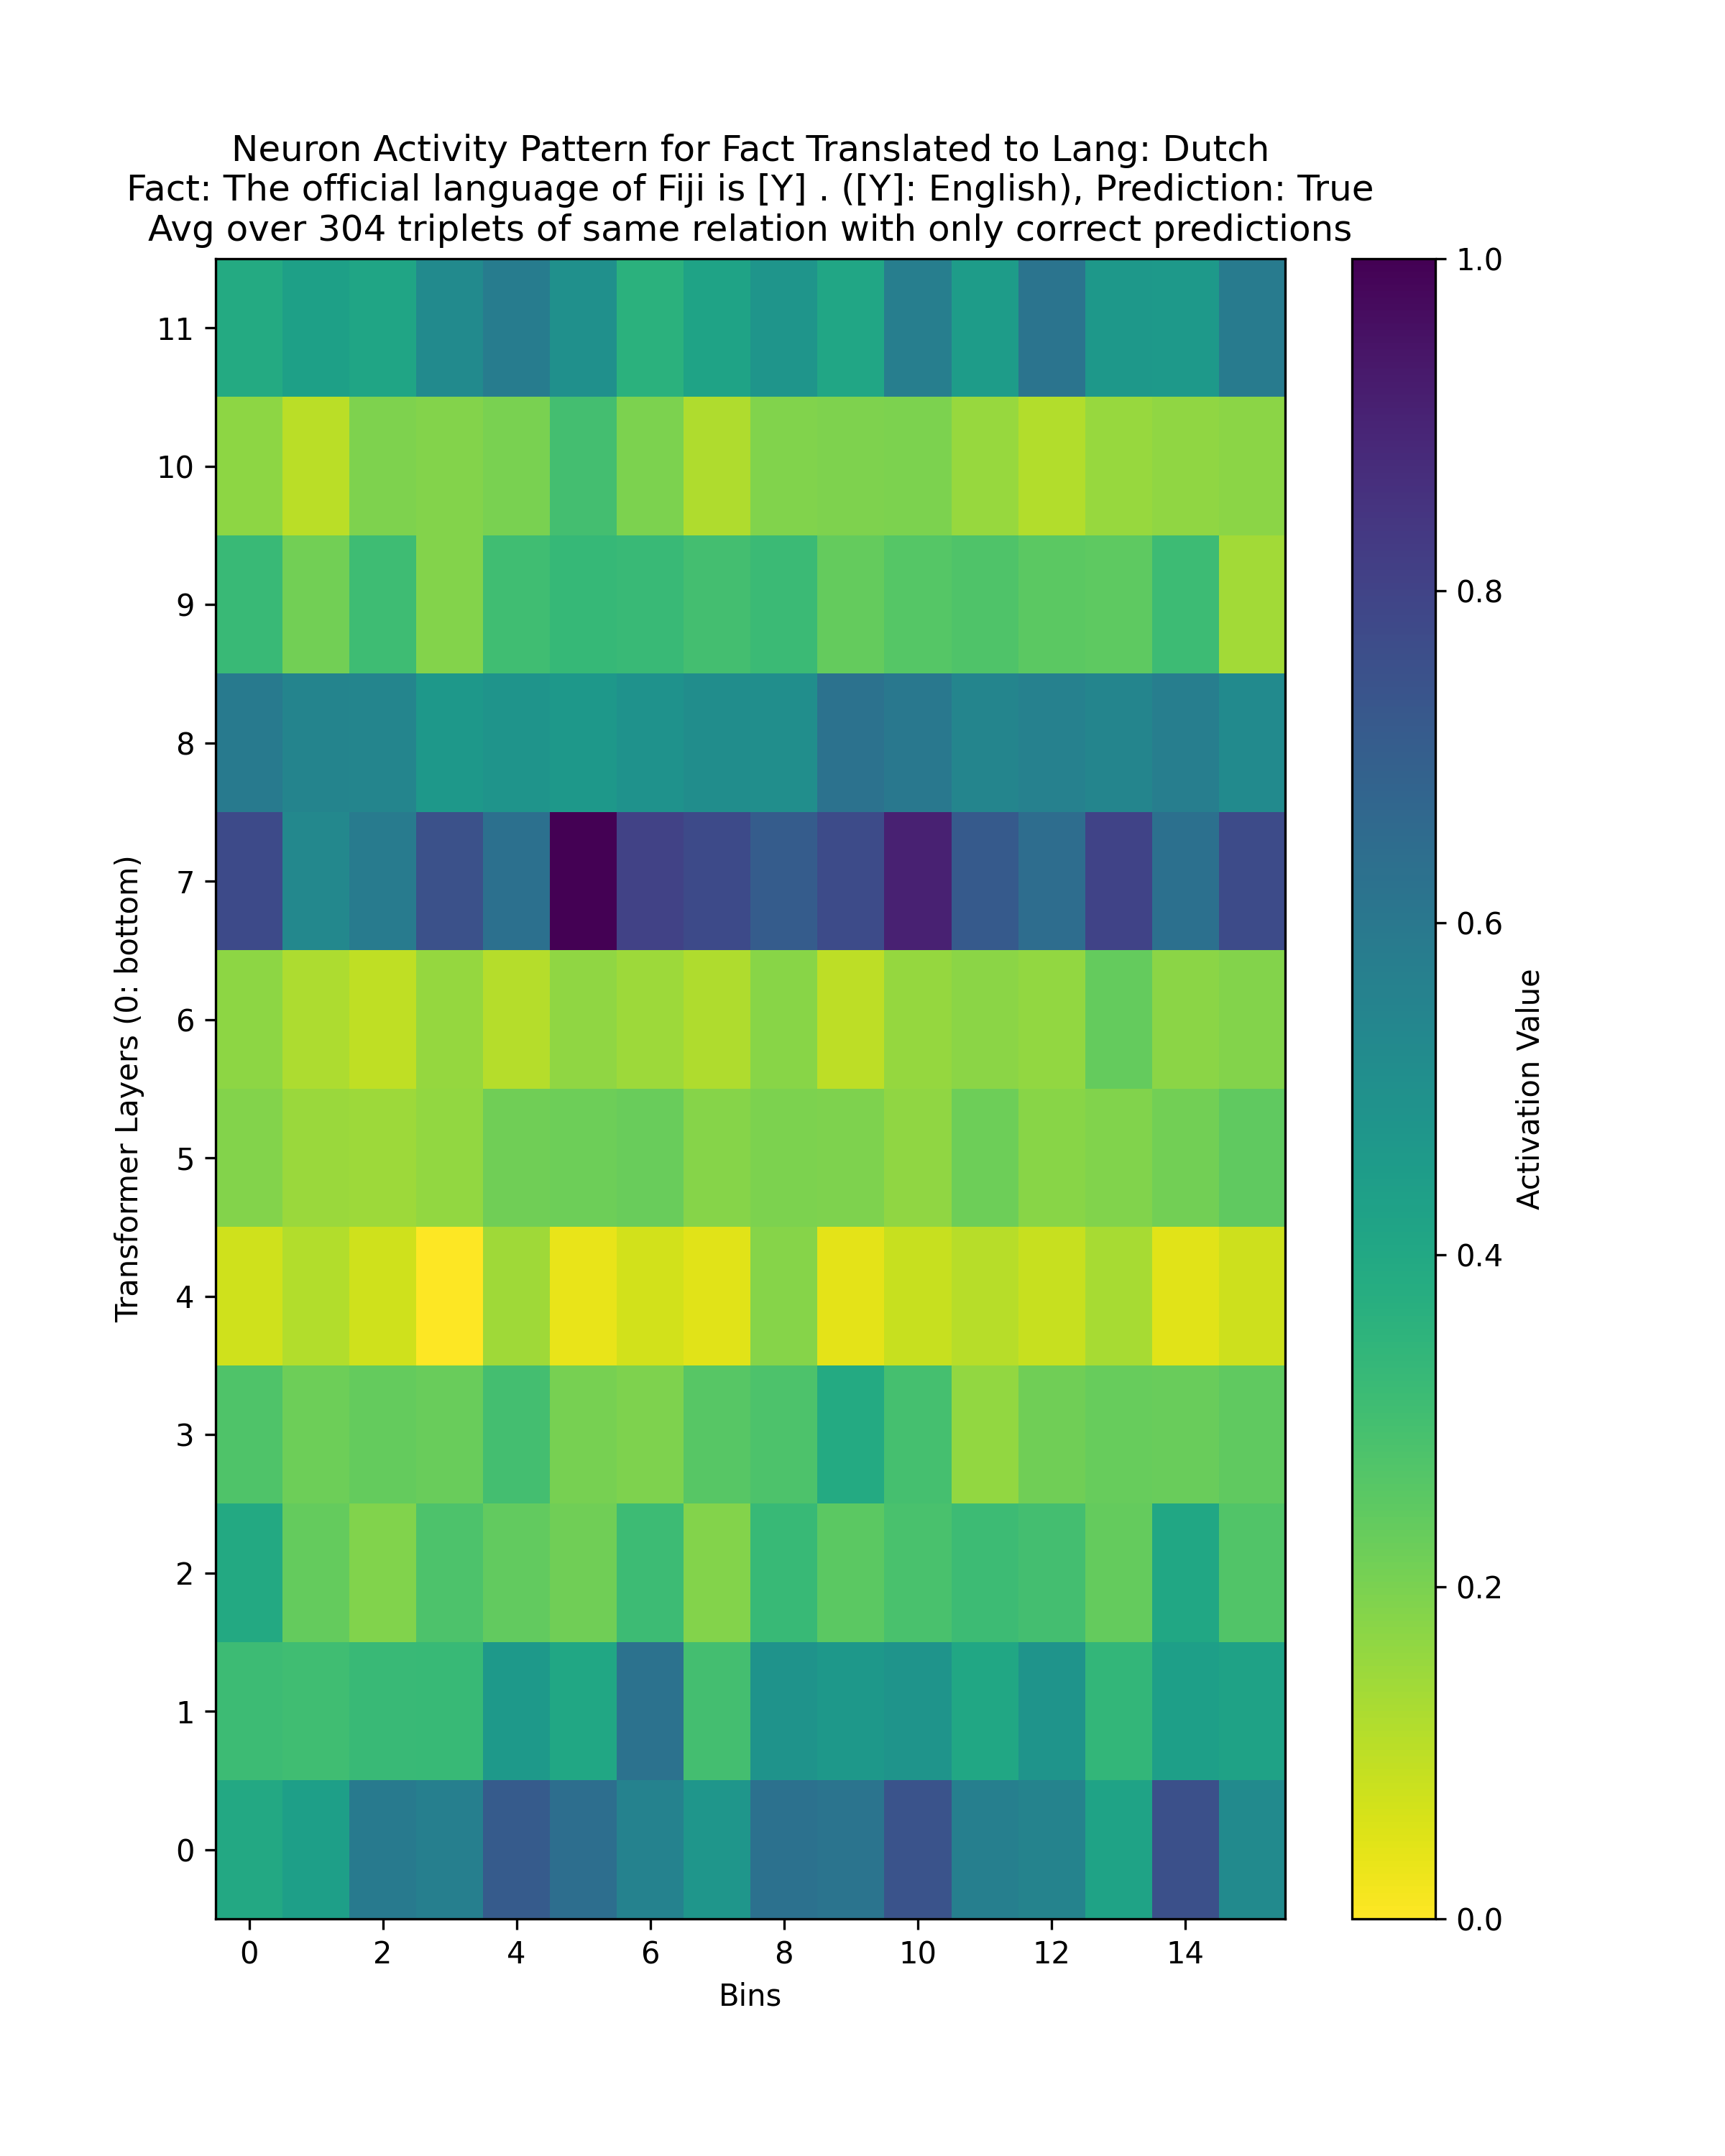 Neuron Activity Pattern for Fact Translated to Lang: Dutch
Fact: The official language of Fiji is [Y] . ([Y]: English), Prediction: True
Avg over 304 triplets of same relation with only correct predictions
11
10
9
8
7
6
5
4
3
2
1
0
Transformer Layers (0: bottom)
0 2 4 6 8 10 12 14
Bins
1.0
0.8
0.6
0.4
0.2
0.0
Activation Value